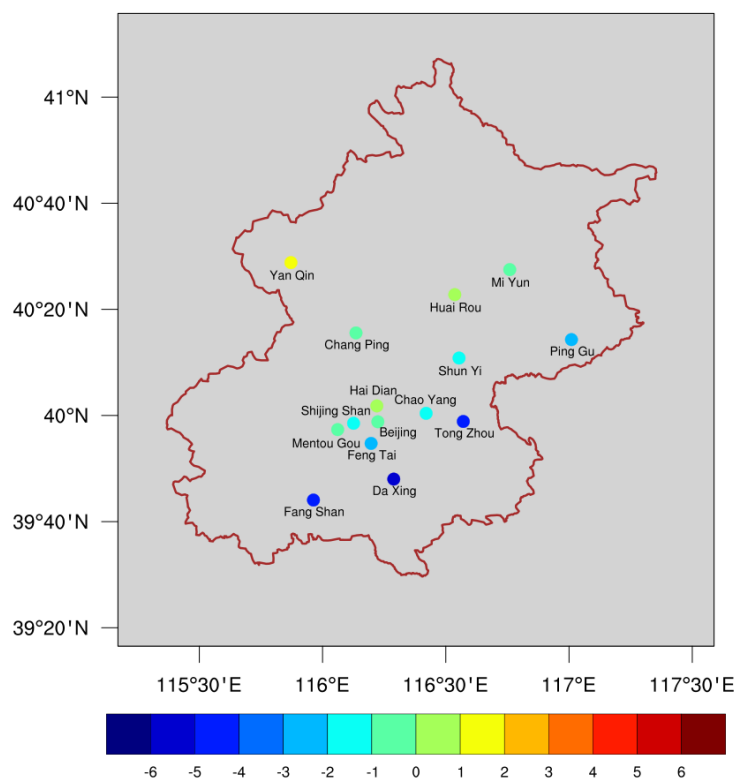 41°N
40°40'N
Yan Qin
Mi Yun
Huai Rou
40°20'N
Chang Ping
Ping Gu
Shun Yi
Hai Dian
Chao Yang
Shijing Shan
40°N
Beijing
Tong Zhou
Mentou Gou
Feng Tai
Da Xing
Fang Shan
39°40'N
39°20'N
115°30'E 116°E 116°30'E 117°E 117°30'E
-6 -5 -4 -3 -2 -1 0 1 2 3 4 5 6